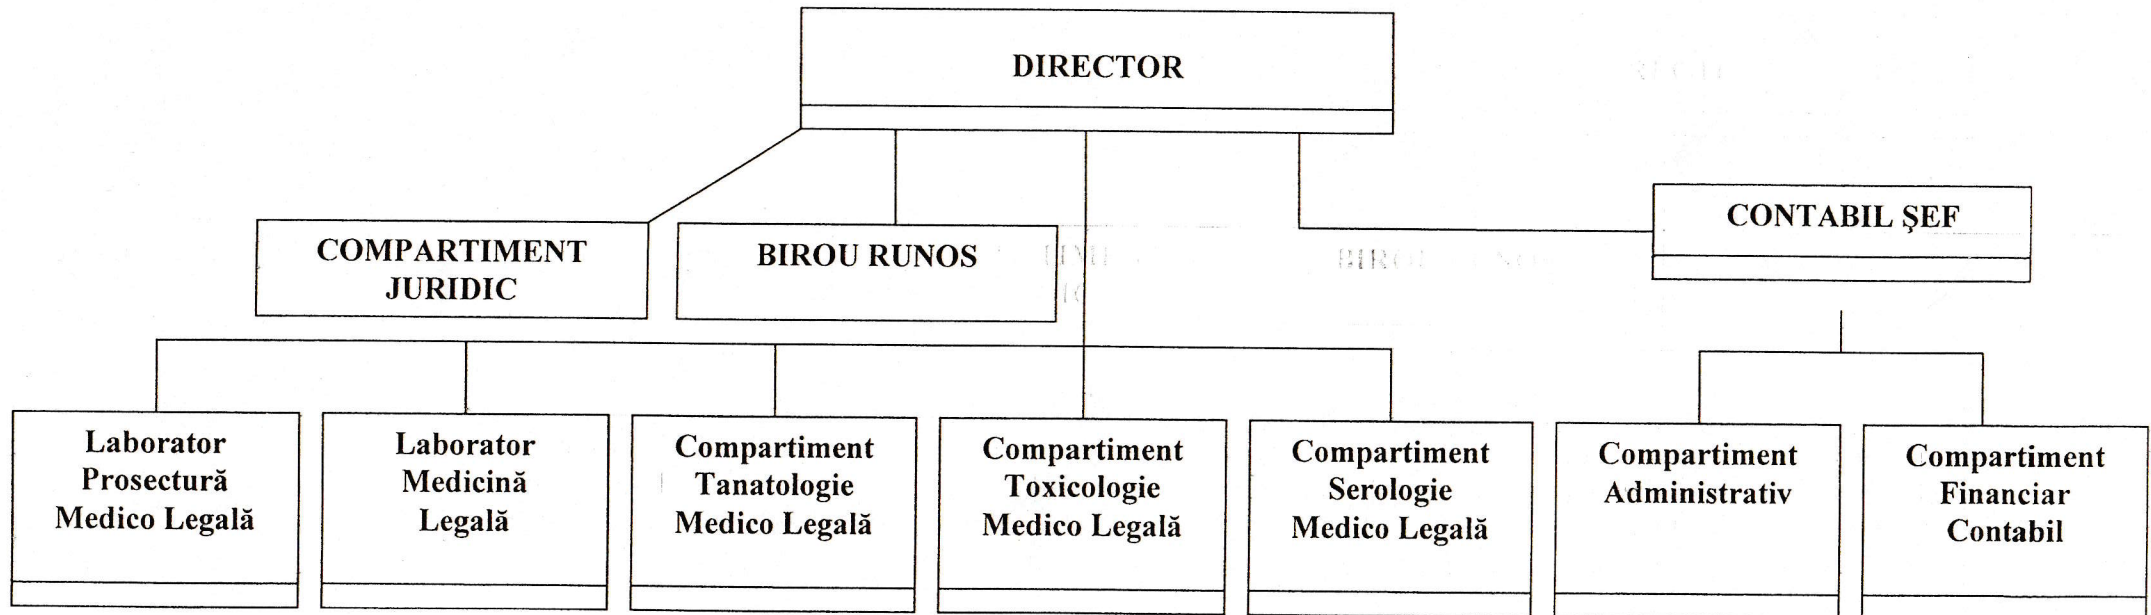 DIRECTOR
CONTABIL ŞEF
COMPARTIMENT
JURIDIC
BIROU RUNOS
Laborator
Prosectură
Medico Legală
Laborator
Medicină
Legală
Compartiment
Tanatologie
Medico Legală
Compartiment
Toxicologie
Medico Legală
Compartiment
Serologie
Medico Legală
Compartiment
Administrativ
Compartiment
Financiar
Contabil